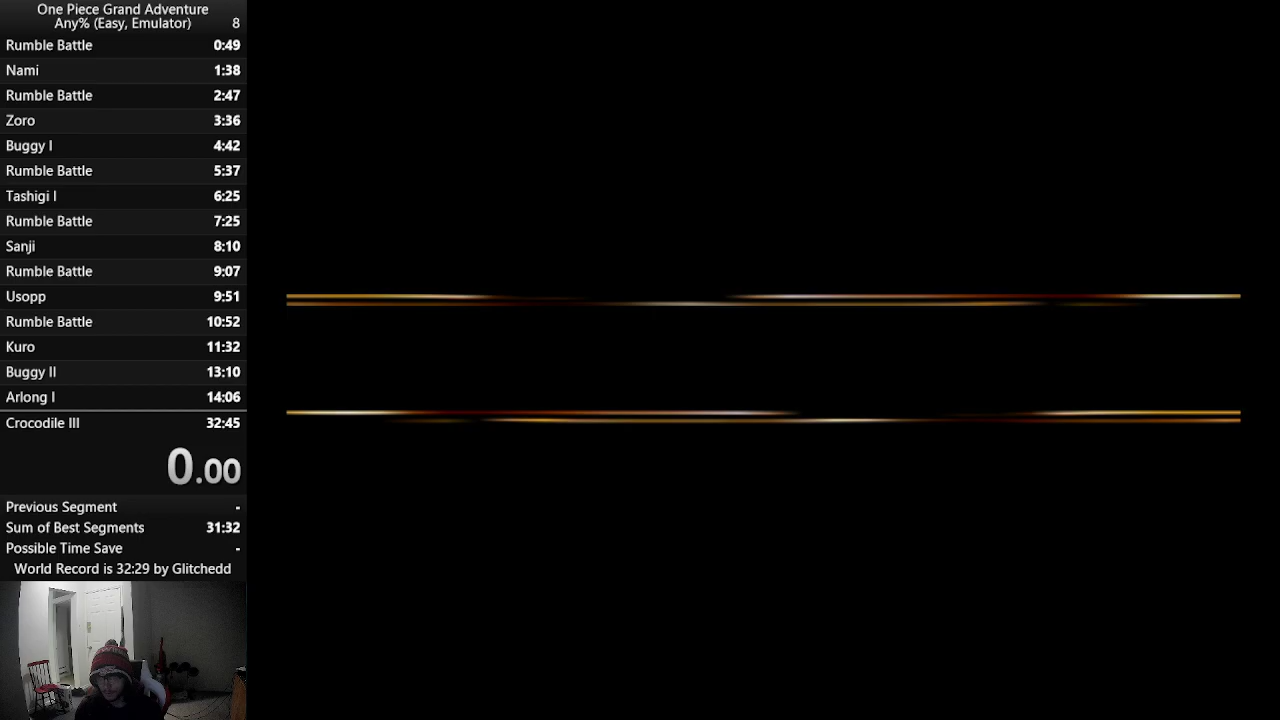 One Piece Grand Adventure
Any% (Easy, Emulator) 8
Rumble Battle 0:49
Nami 1:38
Rumble Battle 2:47
Zoro 3:36
Buggy I 4:42
Rumble Battle 5:37
Tashigi I 6:25
Rumble Battle 7:25
Sanji 8:10
Rumble Battle 9:07
Usopp 9:51
Rumble Battle 10:52
Kuro 11:32
Buggy II 13:10
Arlong I 14:06
Crocodile III 32:45
0.00
Previous Segment -
Sum of Best Segments 31:32
Possible Time Save -
World Record is 32:29 by Glitchedd